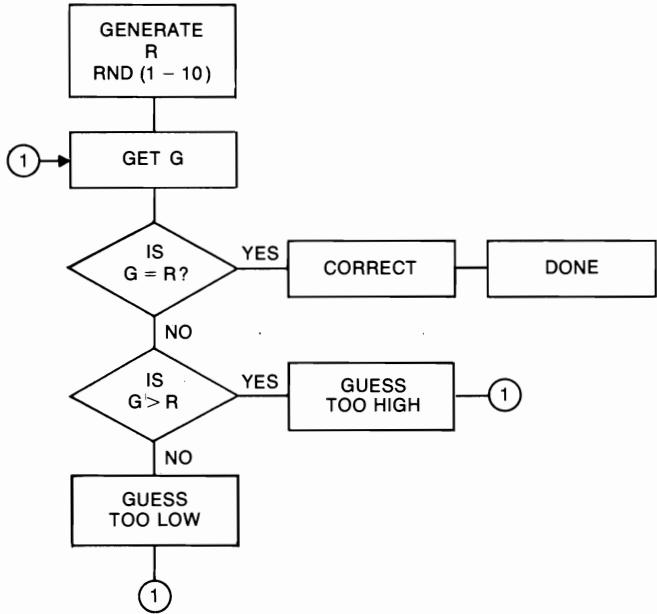 GENERATE
R
RND (1 – 10)
1
GET G
IS
G = R?
YES
CORRECT
DONE
NO
IS
G > R
YES
GUESS
TOO HIGH
1
NO
GUESS
TOO LOW
1